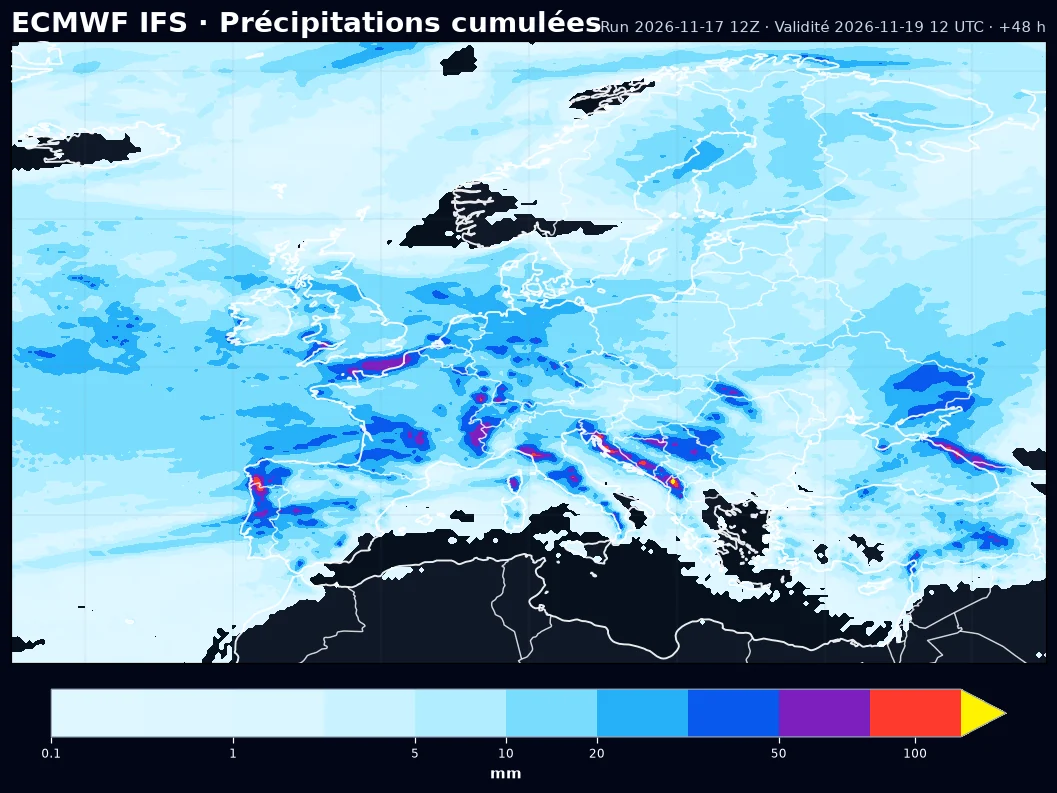 ECMWF IFS · Précipitations cumulées
Run 2026-11-17 12Z · Validité 2026-11-19 12 UTC · +48 h
0.1 1 5 10 20 50 100
mm